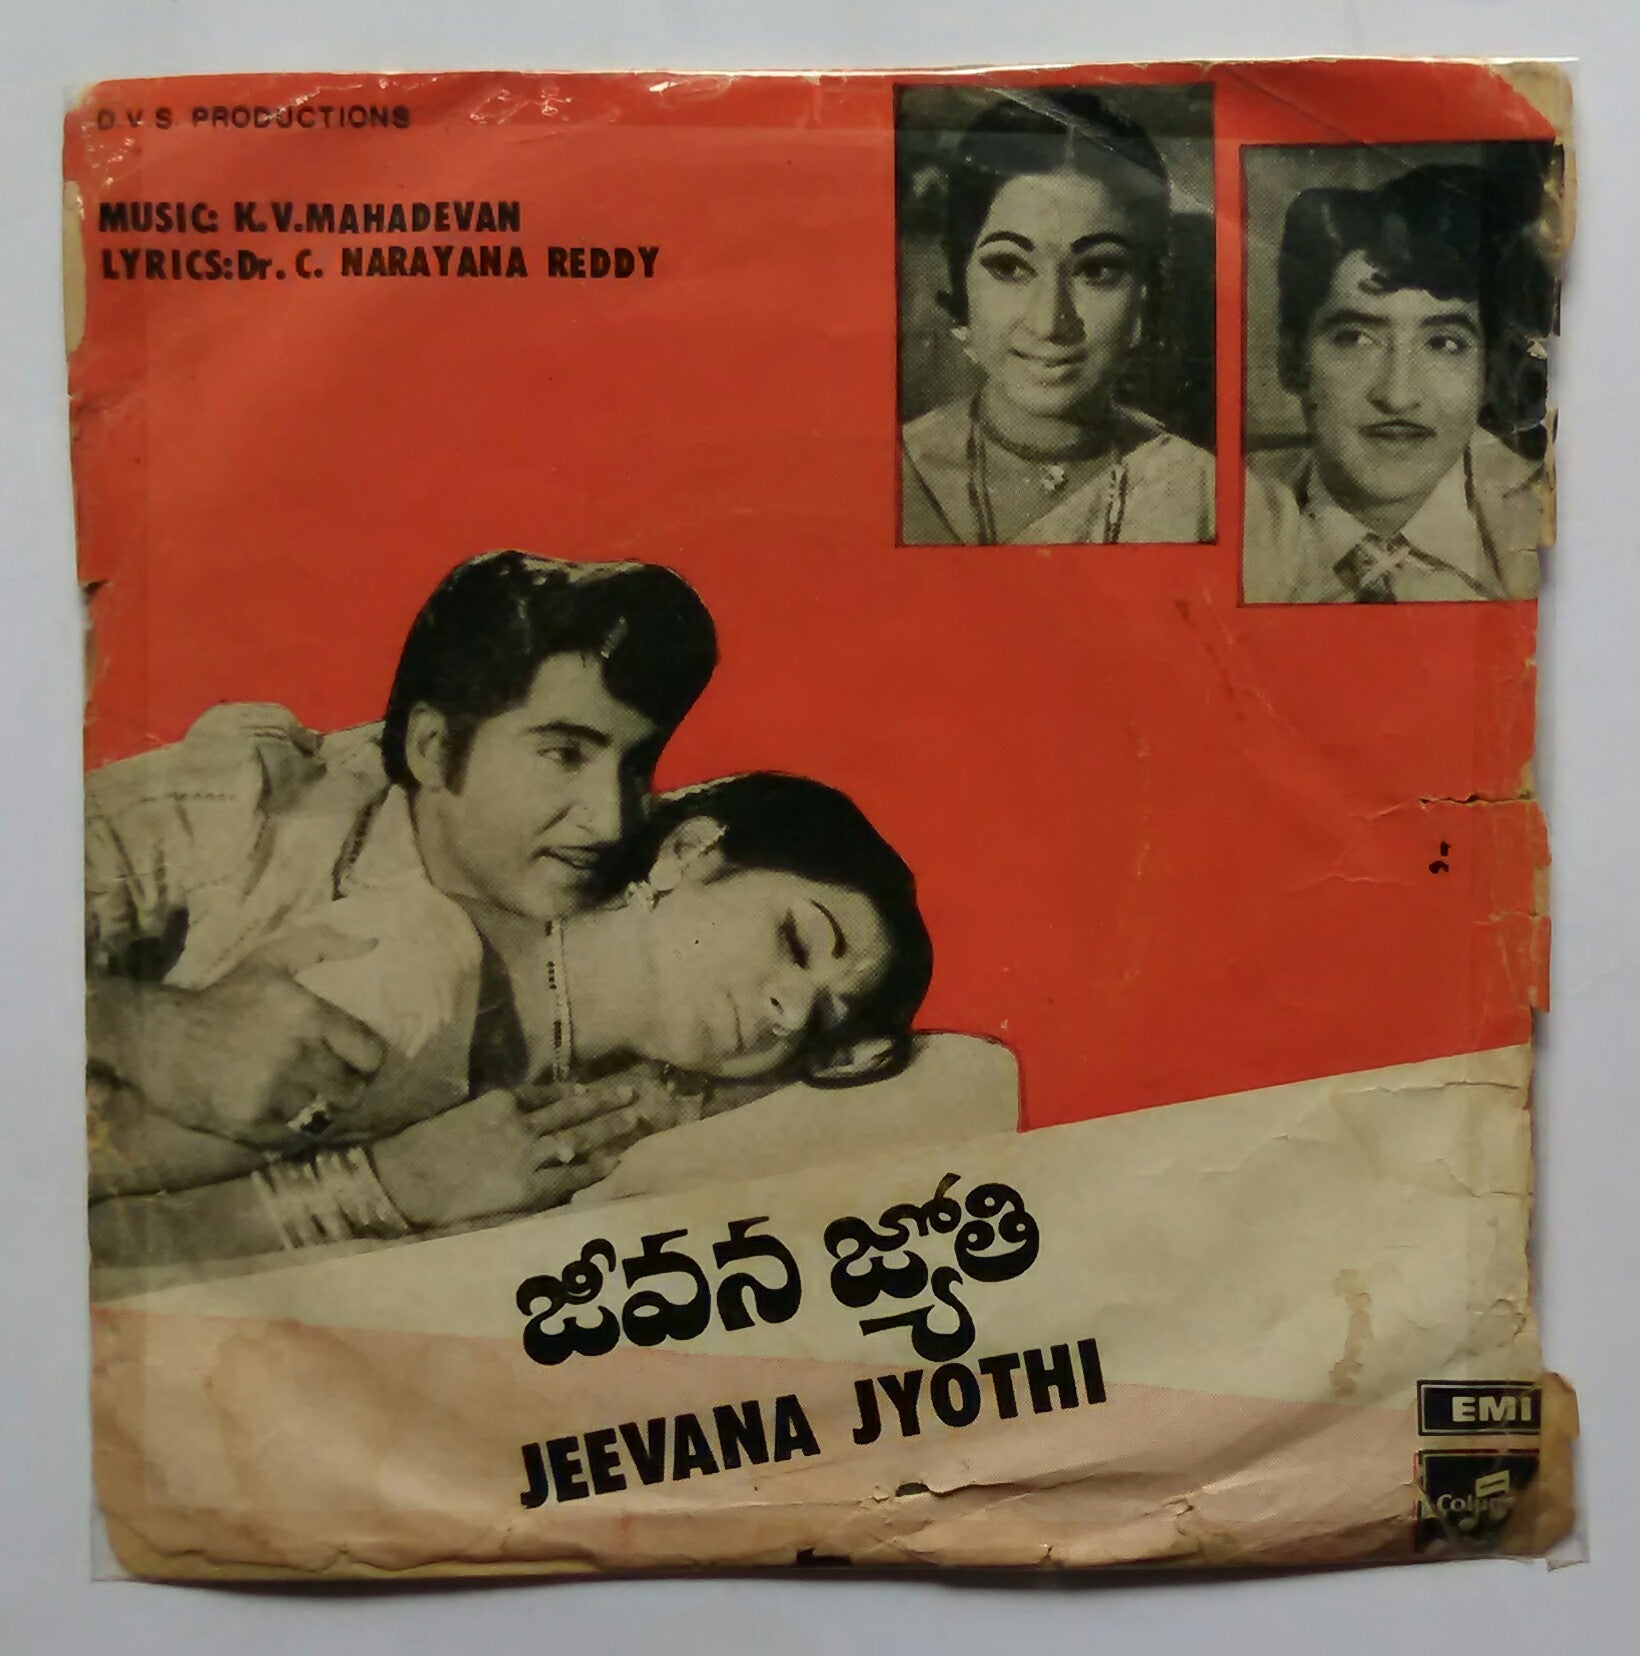 D.V.S. PRODUCTIONS
MUSIC: K.V.MAHADEVAN
LYRICS:Dr. C. NARAYANA REDDY
జీవన జ్యోతి
JEEVANA JYOTHI
EMI